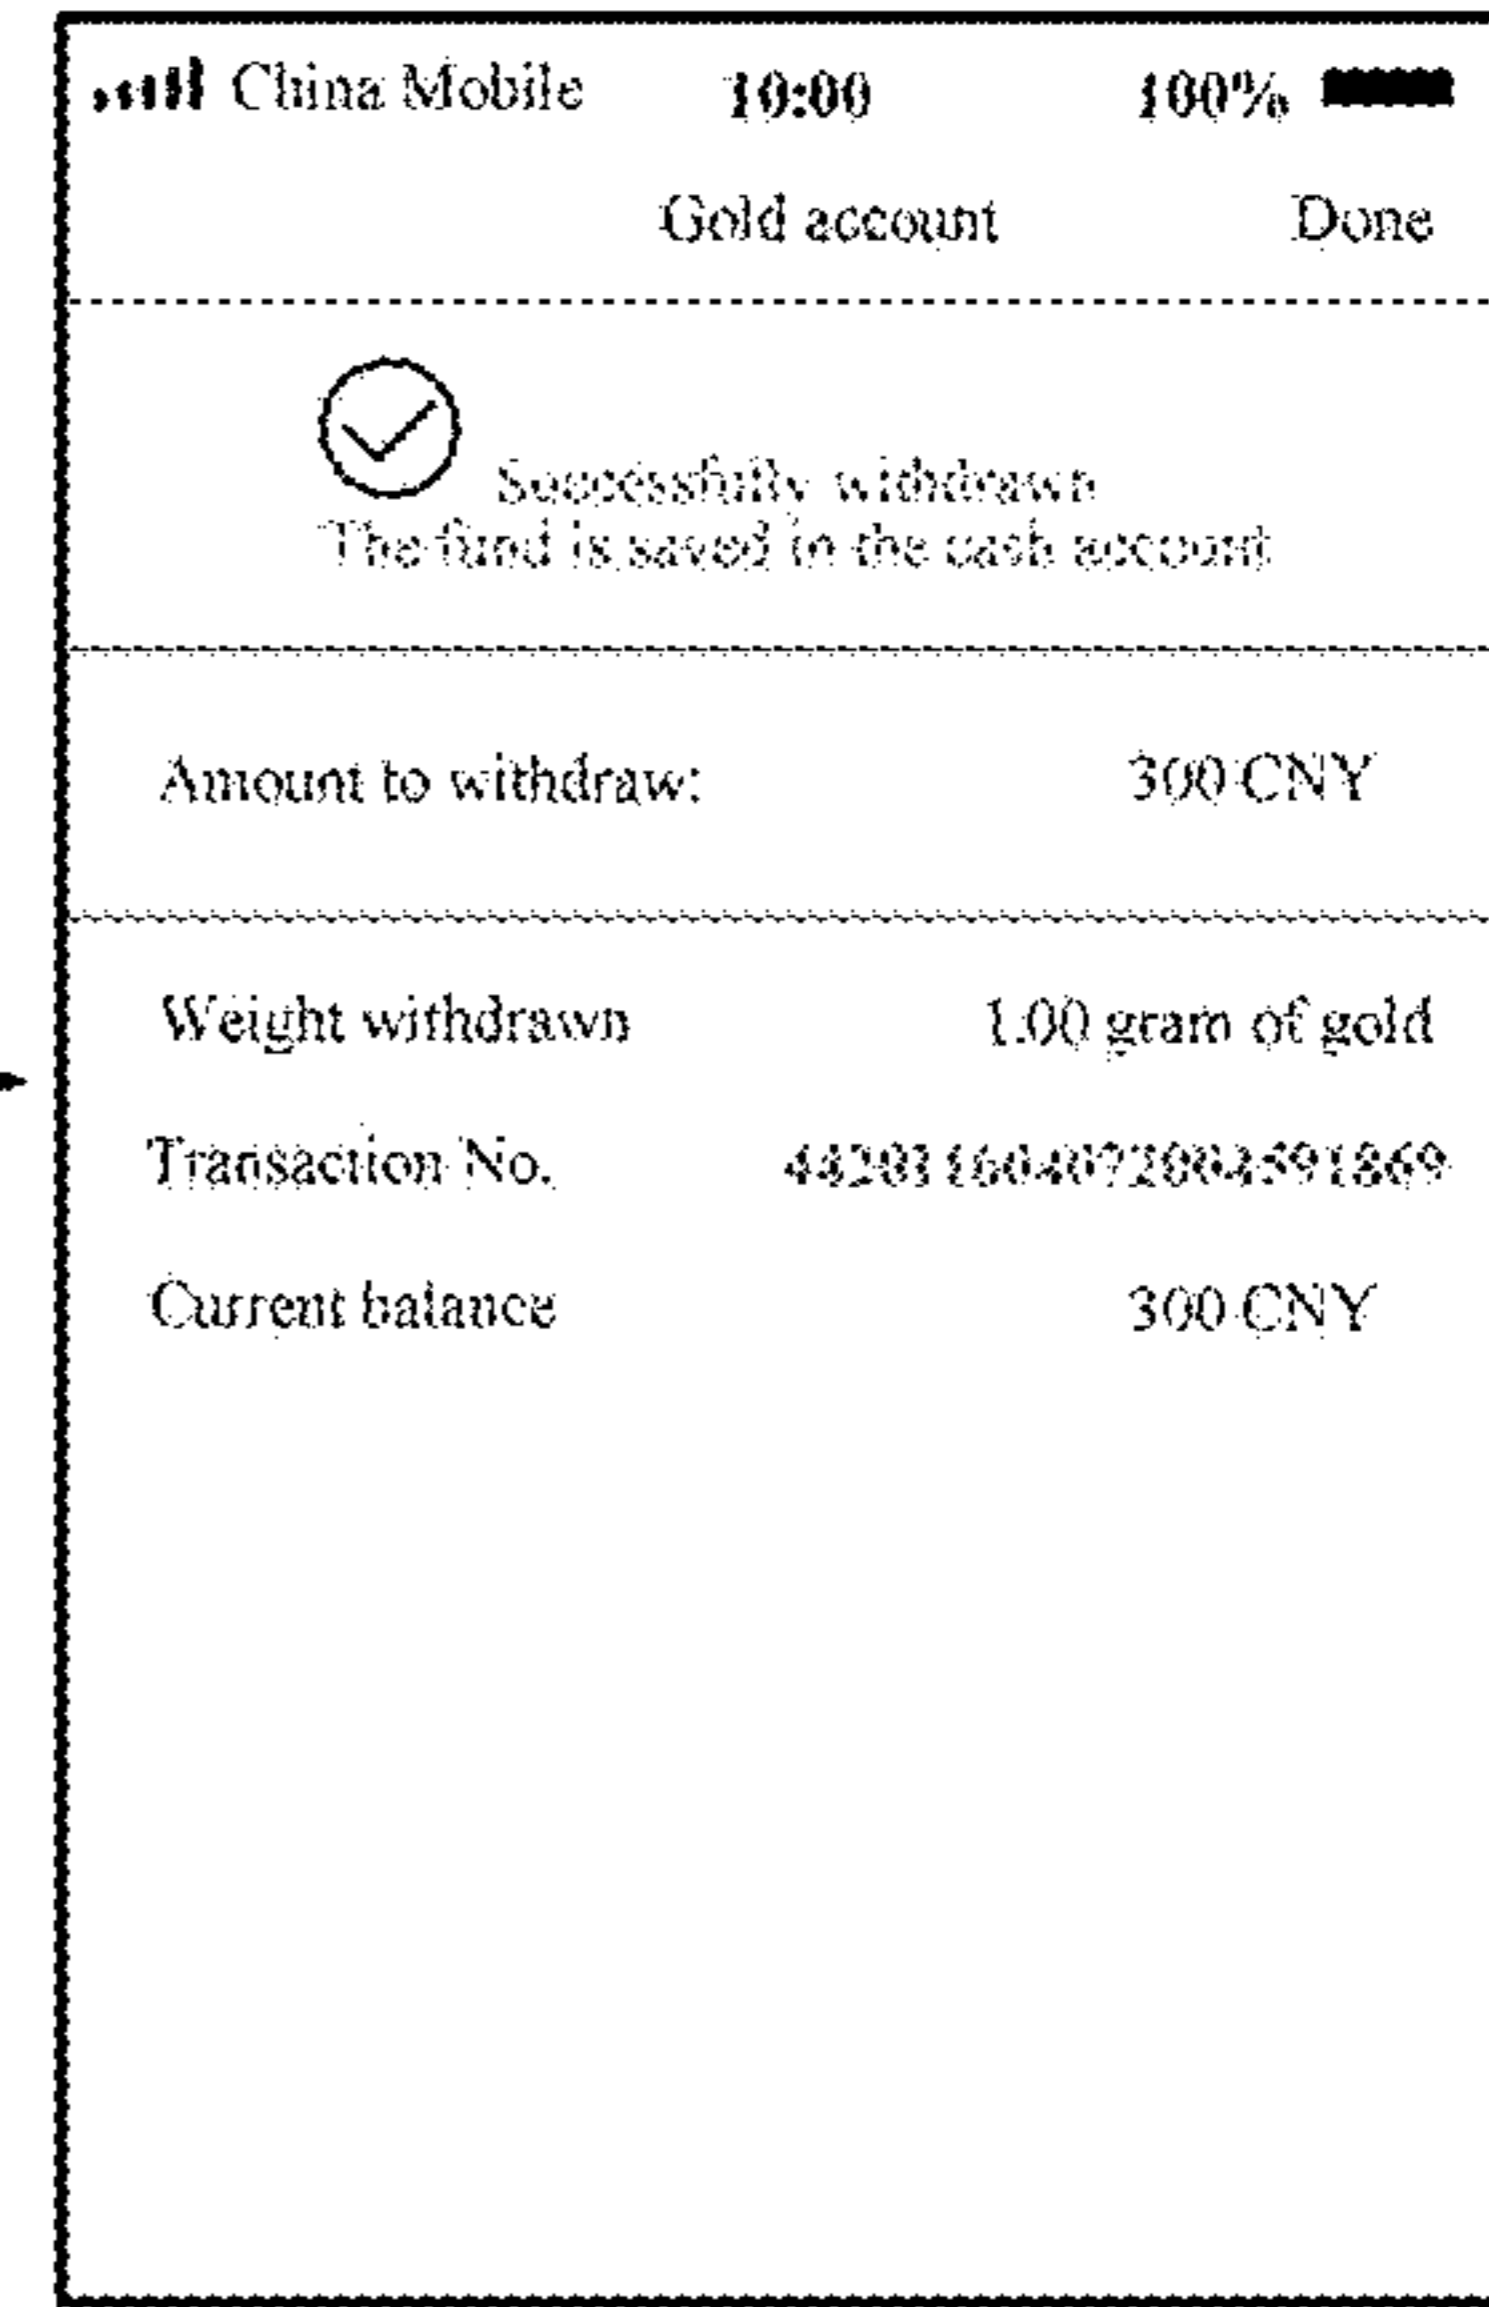 China Mobile 10:00 100%
Gold account Done
Successfully withdrawn
The fund is saved in the cash account
Amount to withdraw: 300 CNY
Weight withdrawn 1.00 gram of gold
Transaction No.
Current balance 300 CNY